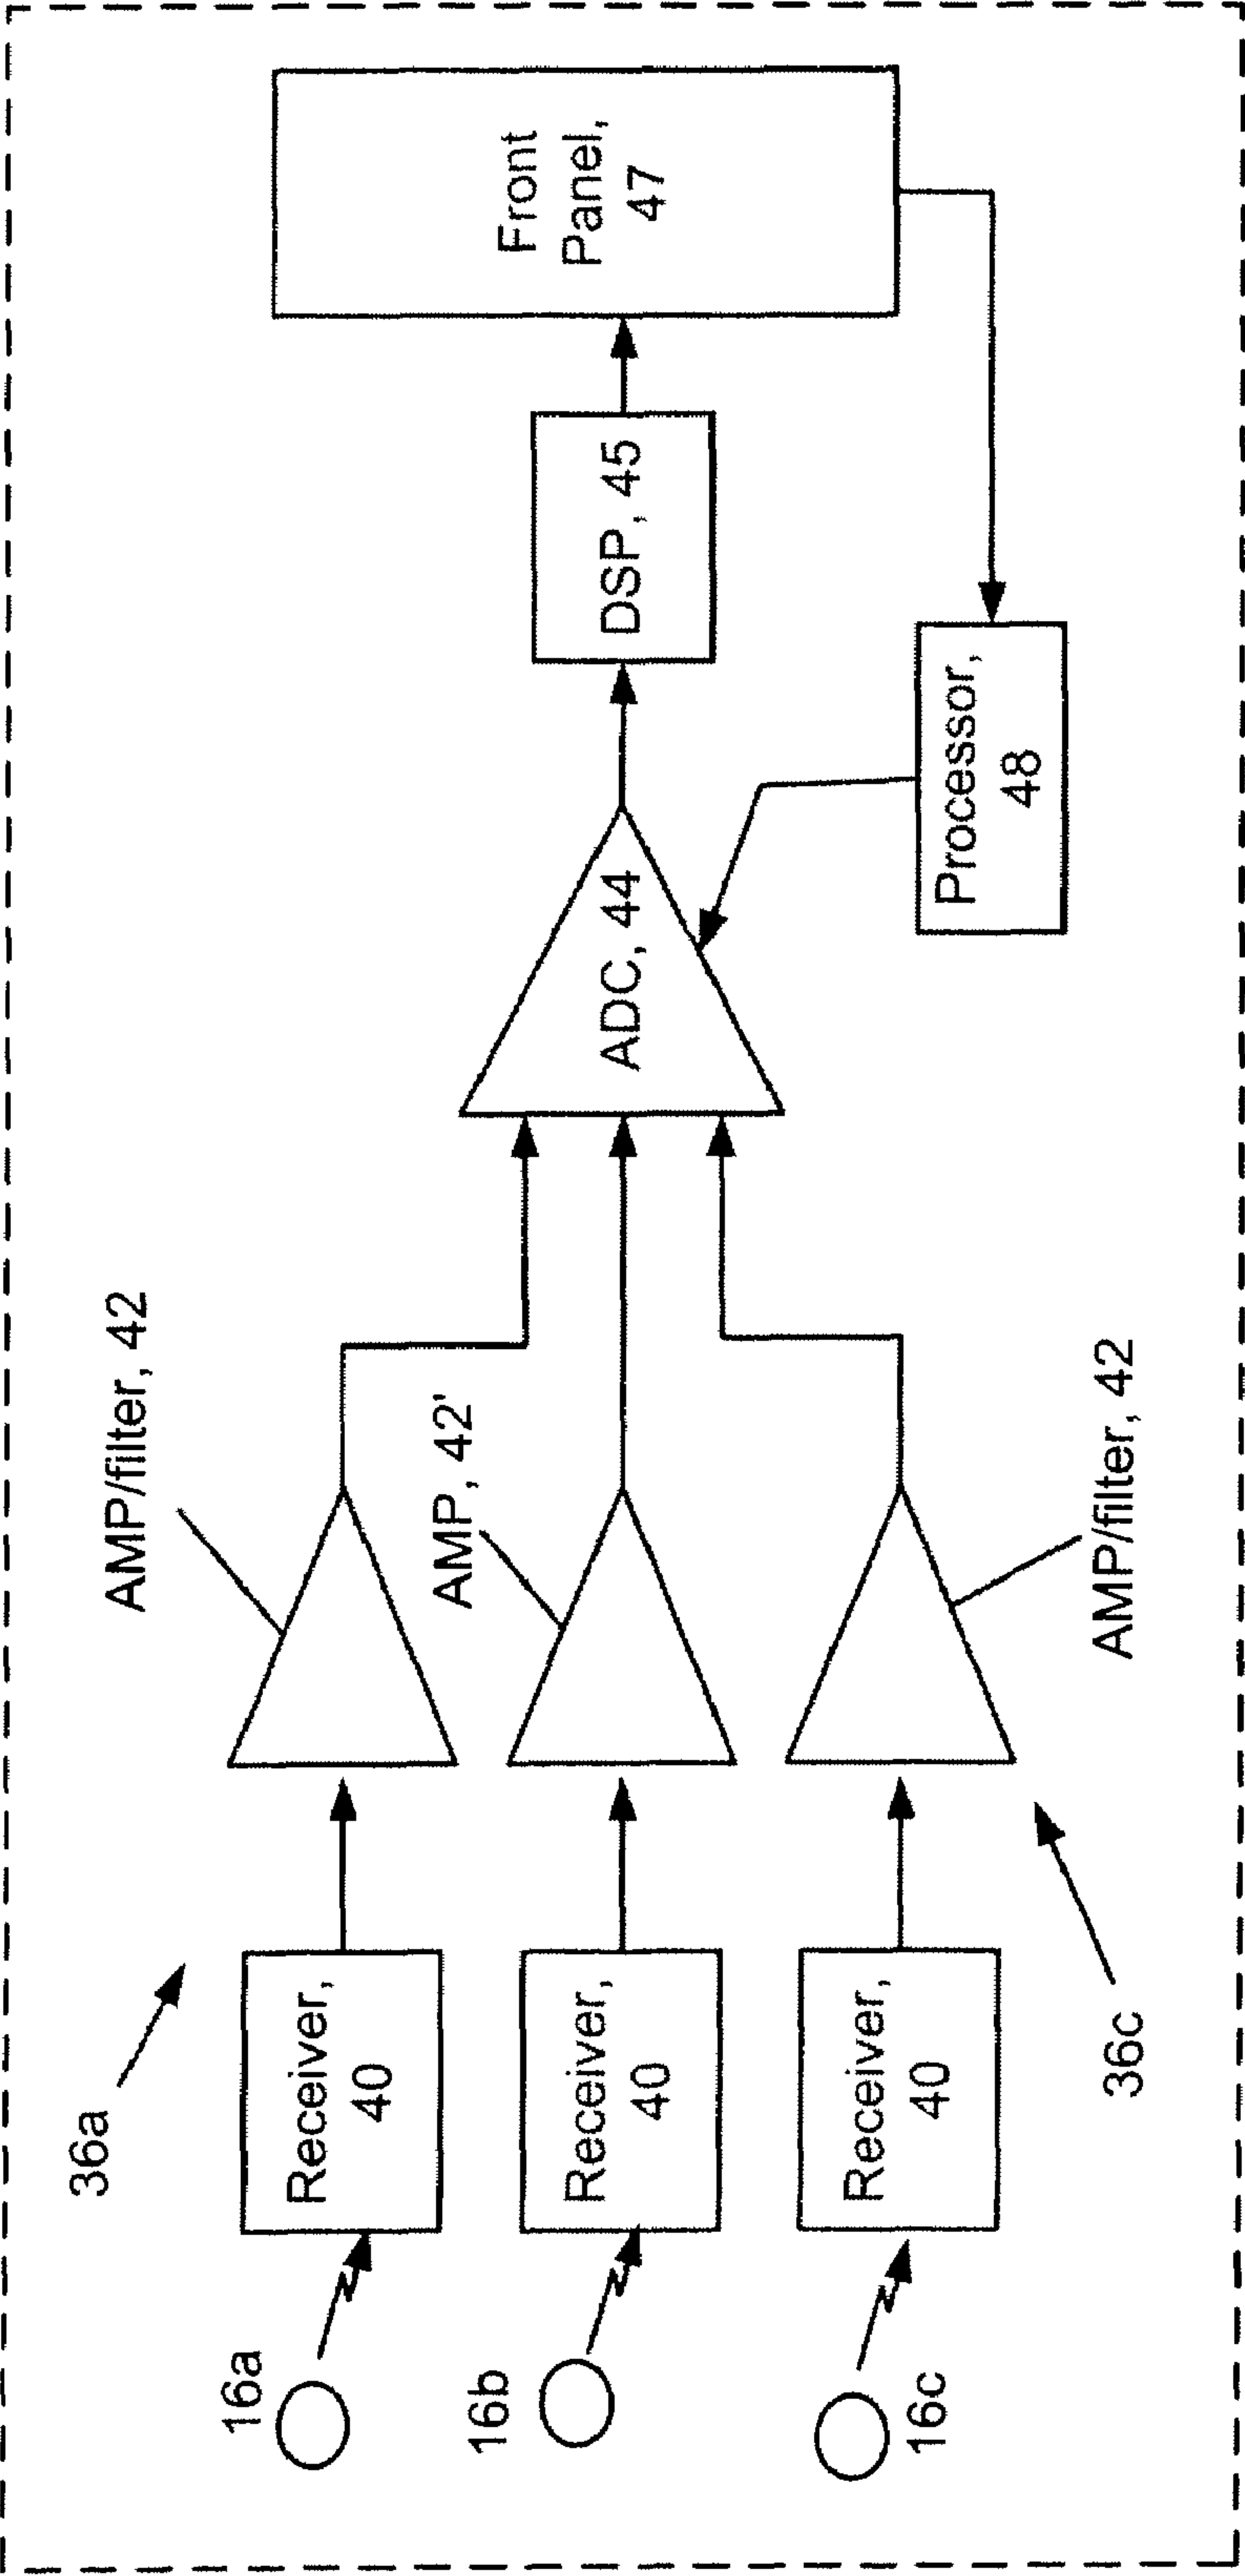 36a
AMP/filter, 42
16a
Receiver,
40
AMP, 42'
16b
Receiver,
40
ADC, 44
DSP, 45
Front
Panel,
47
16c
Receiver,
40
36c
AMP/filter, 42
Processor,
48